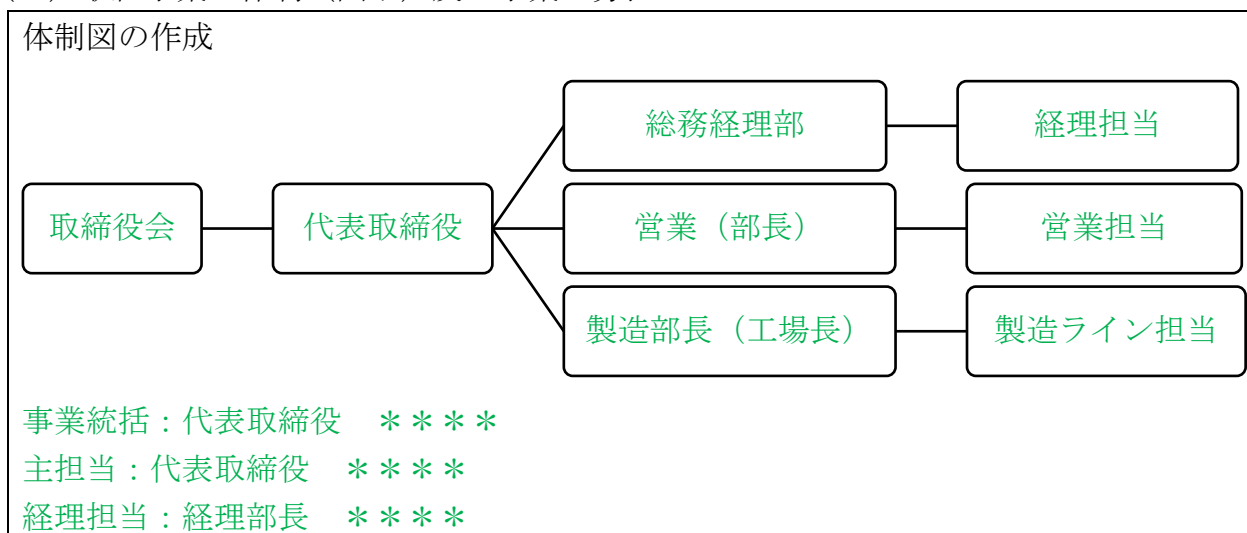 体制図の作成
総務経理部
経理担当
取締役会
代表取締役
営業（部長）
営業担当
製造部長（工場長）
製造ライン担当
事業統括：代表取締役　＊＊＊＊
主担当：代表取締役　＊＊＊＊
経理担当：経理部長　＊＊＊＊